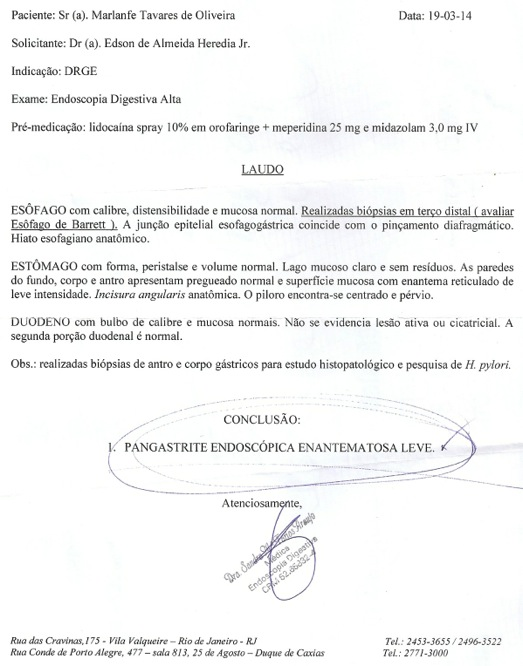 Paciente: Sr (a). Marlanfe Tavares de Oliveira Data: 19-03-14
Solicitante: Dr (a). Edson de Almeida Heredia Jr.
Indicação: DRGE
Exame: Endoscopia Digestiva Alta
Pré-medicação: lidocaína spray 10% em orofaringe + meperidina 25 mg e midazolam 3,0 mg IV
LAUDO
ESÔFAGO com calibre, distensibilidade e mucosa normal. Realizadas biópsias em terço distal ( avaliar
Esôfago de Barrett ). A junção epitelial esofagogástrica coincide com o pinçamento diafragmático.
Hiato esofagiano anatômico.
ESTÔMAGO com forma, peristalse e volume normal. Lago mucoso claro e sem resíduos. As paredes
do fundo, corpo e antro apresentam pregueado normal e superfície mucosa com enantema reticulado de
leve intensidade. Incisura angularis anatômica. O piloro encontra-se centrado e pérvio.
DUODENO com bulbo de calibre e mucosa normais. Não se evidencia lesão ativa ou cicatricial. A
segunda porção duodenal é normal.
Obs.: realizadas biópsias de antro e corpo gástricos para estudo histopatológico e pesquisa de H. pylori.
CONCLUSÃO:
1. PANGASTRITE ENDOSCÓPICA ENANTEMATOSA LEVE.
Atenciosamente,
Dra. Sandra
Médica
Endoscopia Digestiva
Rua das Cravinas,175 - Vila Valqueire – Rio de Janeiro - RJ Tel.: 2453-3655 / 2496-3522
Rua Conde de Porto Alegre, 477 – sala 813, 25 de Agosto – Duque de Caxias Tel.: 2771-3000